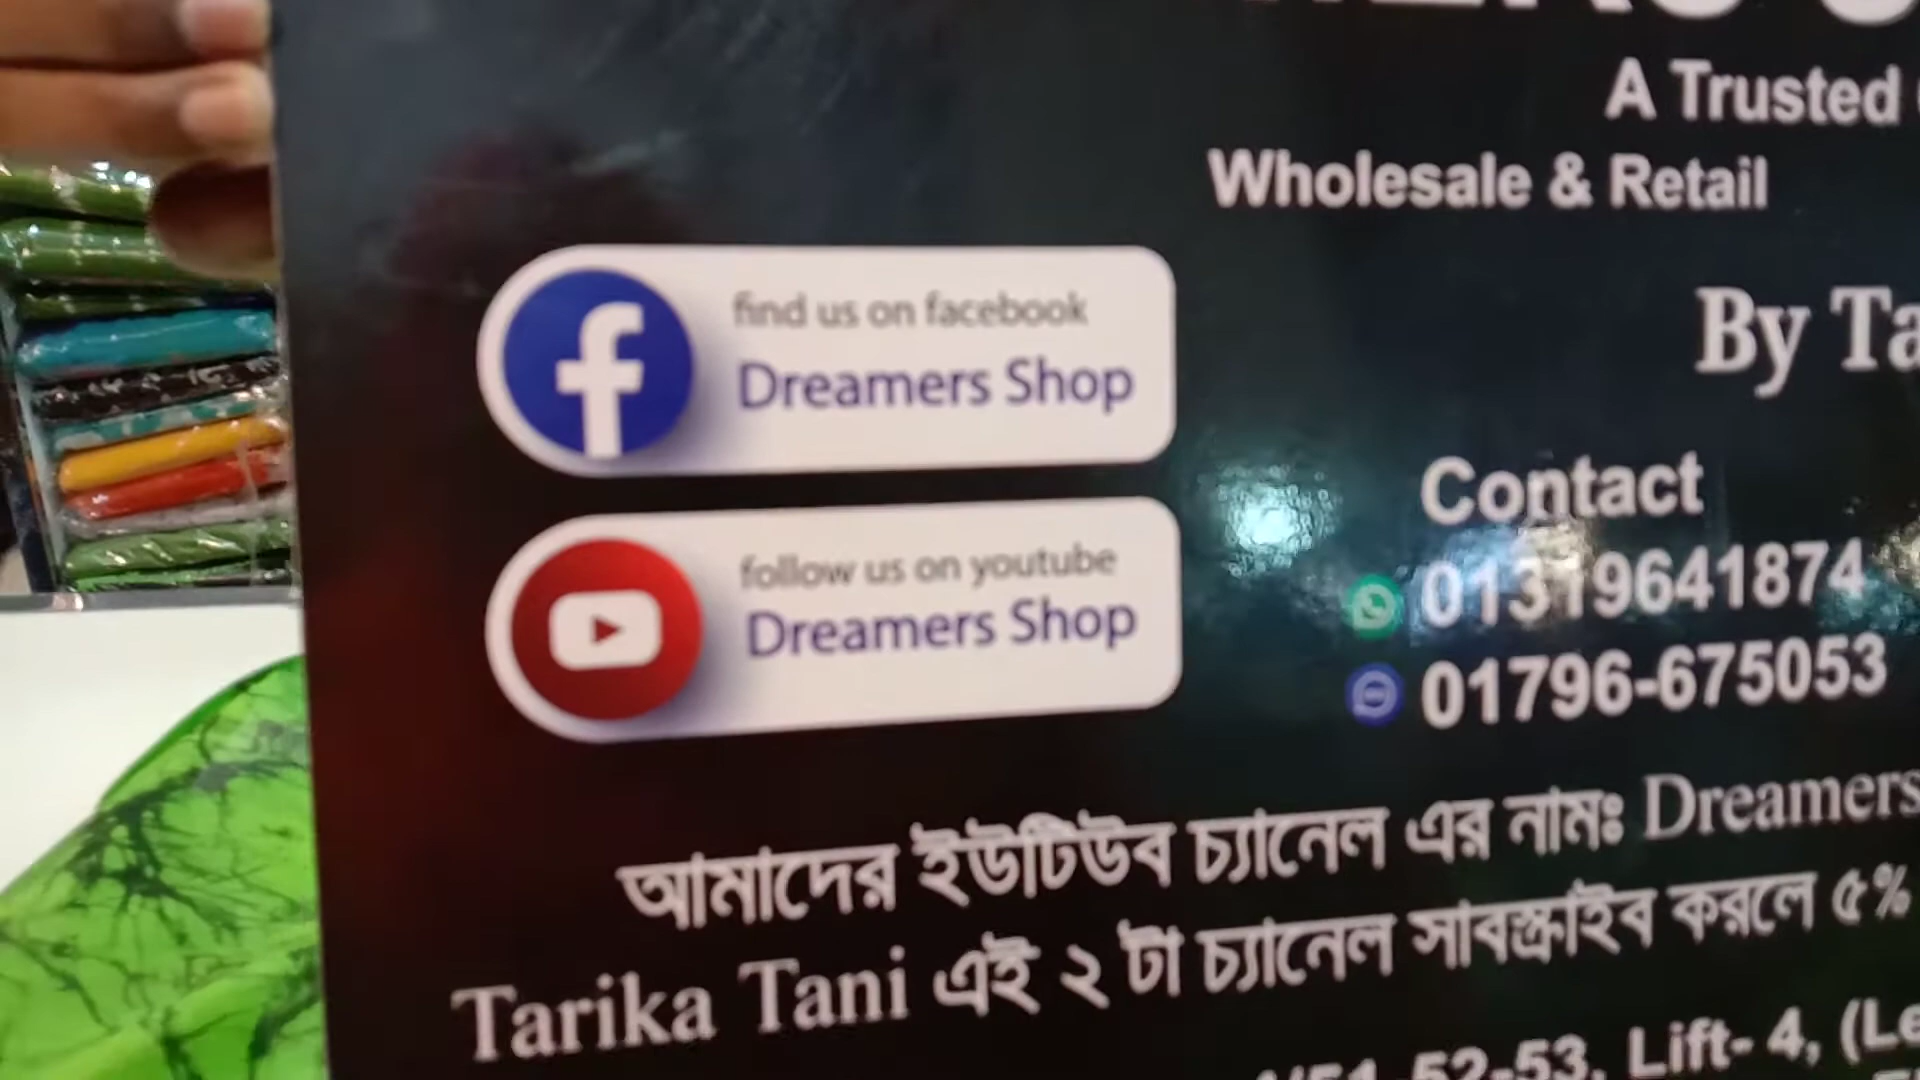 A Trusted
Wholesale & Retail
find us on facebook
Dreamers Shop
By Ta
follow us on youtube
Dreamers Shop
Contact
01319641874
01796-675053
আমাদের ইউটিউব চ্যানেল এর নামঃ Dreamers
Tarika Tani এই ২ টা চ্যানেল সাবস্ক্রাইব করলে ৫%
52-53, Lift- 4, (Le